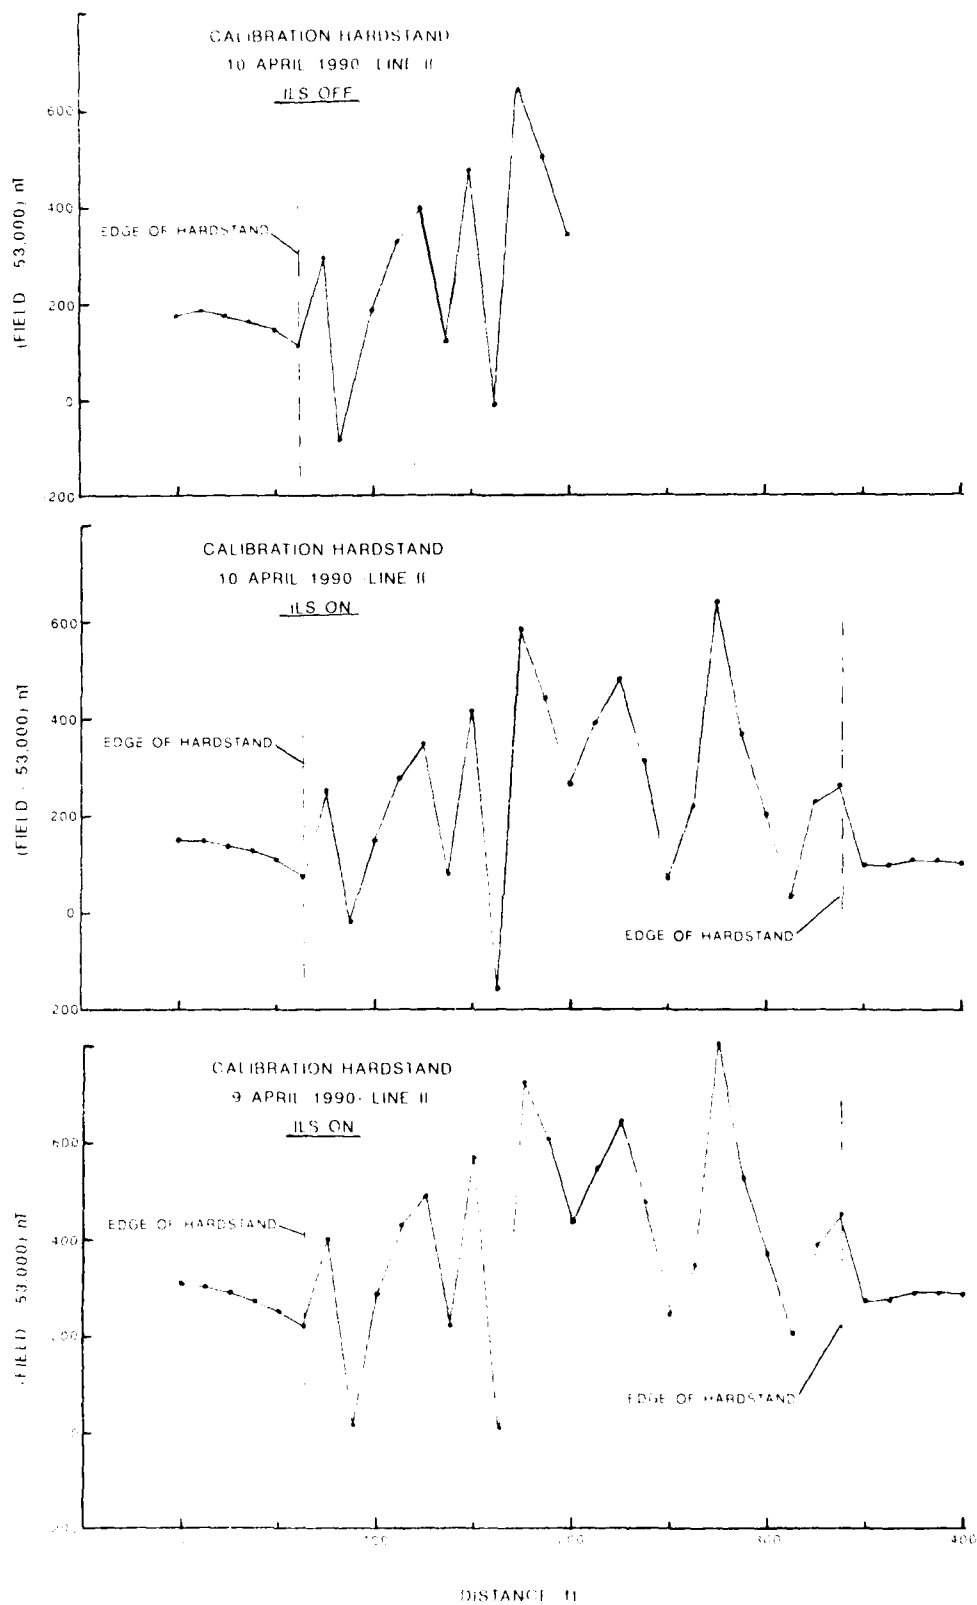 CALIBRATION HARDSTAND
10 APRIL 1990 LINE II
ILS OFF
600
400
200
0
-200
(FIELD 53,000) nT
EDGE OF HARDSTAND
CALIBRATION HARDSTAND
10 APRIL 1990 -LINE II
ILS ON
600
400
200
0
200
(FIELD - 53,000) nT
EDGE OF HARDSTAND
EDGE OF HARDSTAND
CALIBRATION HARDSTAND
9 APRIL 1990- LINE II
ILS ON
600
400
FIELD 53,000) nT
EDGE OF HARDSTAND
EDGE OF HARDSTAND
400
DISTANCE ft